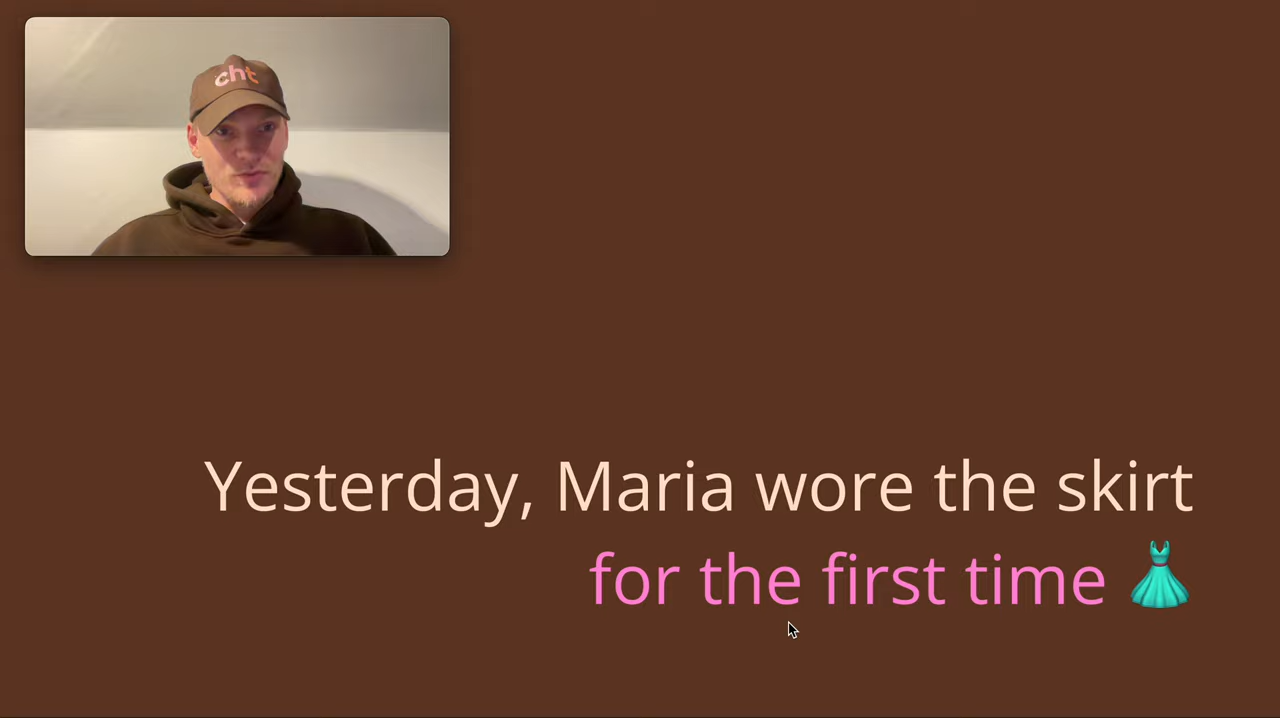 cht
Yesterday, Maria wore the skirt
for the first time 👗